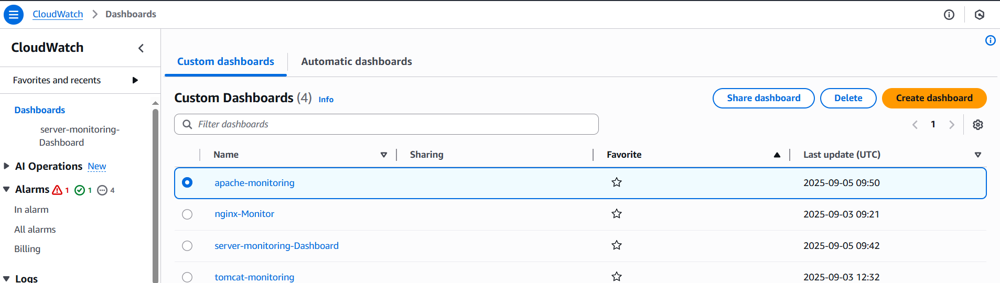 CloudWatch > Dashboards
CloudWatch
Favorites and recents
Dashboards
server-monitoring-
Dashboard
AI Operations New
Alarms 1 1 4
In alarm
All alarms
Billing
Logs
Custom dashboards Automatic dashboards
Custom Dashboards (4) Info
Share dashboard Delete Create dashboard
Filter dashboards
1
Name Sharing Favorite Last update (UTC)
apache-monitoring 2025-09-05 09:50
nginx-Monitor 2025-09-03 09:21
server-monitoring-Dashboard 2025-09-05 09:42
tomcat-monitoring 2025-09-03 12:32